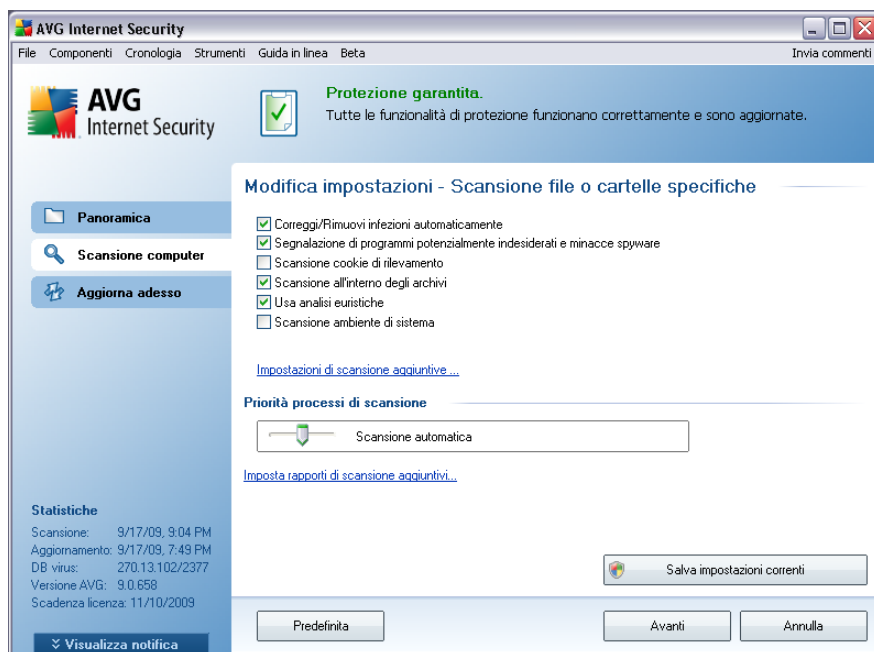 AVG Internet Security
File Componenti Cronologia Strumenti Guida in linea Beta Invia commenti
AVG
Internet Security
Protezione garantita.
Tutte le funzionalità di protezione funzionano correttamente e sono aggiornate.
Panoramica
Scansione computer
Aggiorna adesso
Modifica impostazioni - Scansione file o cartelle specifiche
Correggi/Rimuovi infezioni automaticamente
Segnalazione di programmi potenzialmente indesiderati e minacce spyware
Scansione cookie di rilevamento
Scansione all'interno degli archivi
Usa analisi euristiche
Scansione ambiente di sistema
Impostazioni di scansione aggiuntive ...
Priorità processi di scansione
Scansione automatica
Imposta rapporti di scansione aggiuntivi...
Statistiche
Scansione: 9/17/09, 9:04 PM
Aggiornamento: 9/17/09, 7:49 PM
DB virus: 270.13.102/2377
Versione AVG: 9.0.658
Scadenza licenza: 11/10/2009
Visualizza notifica
Salva impostazioni correnti
Predefinita
Avanti
Annulla